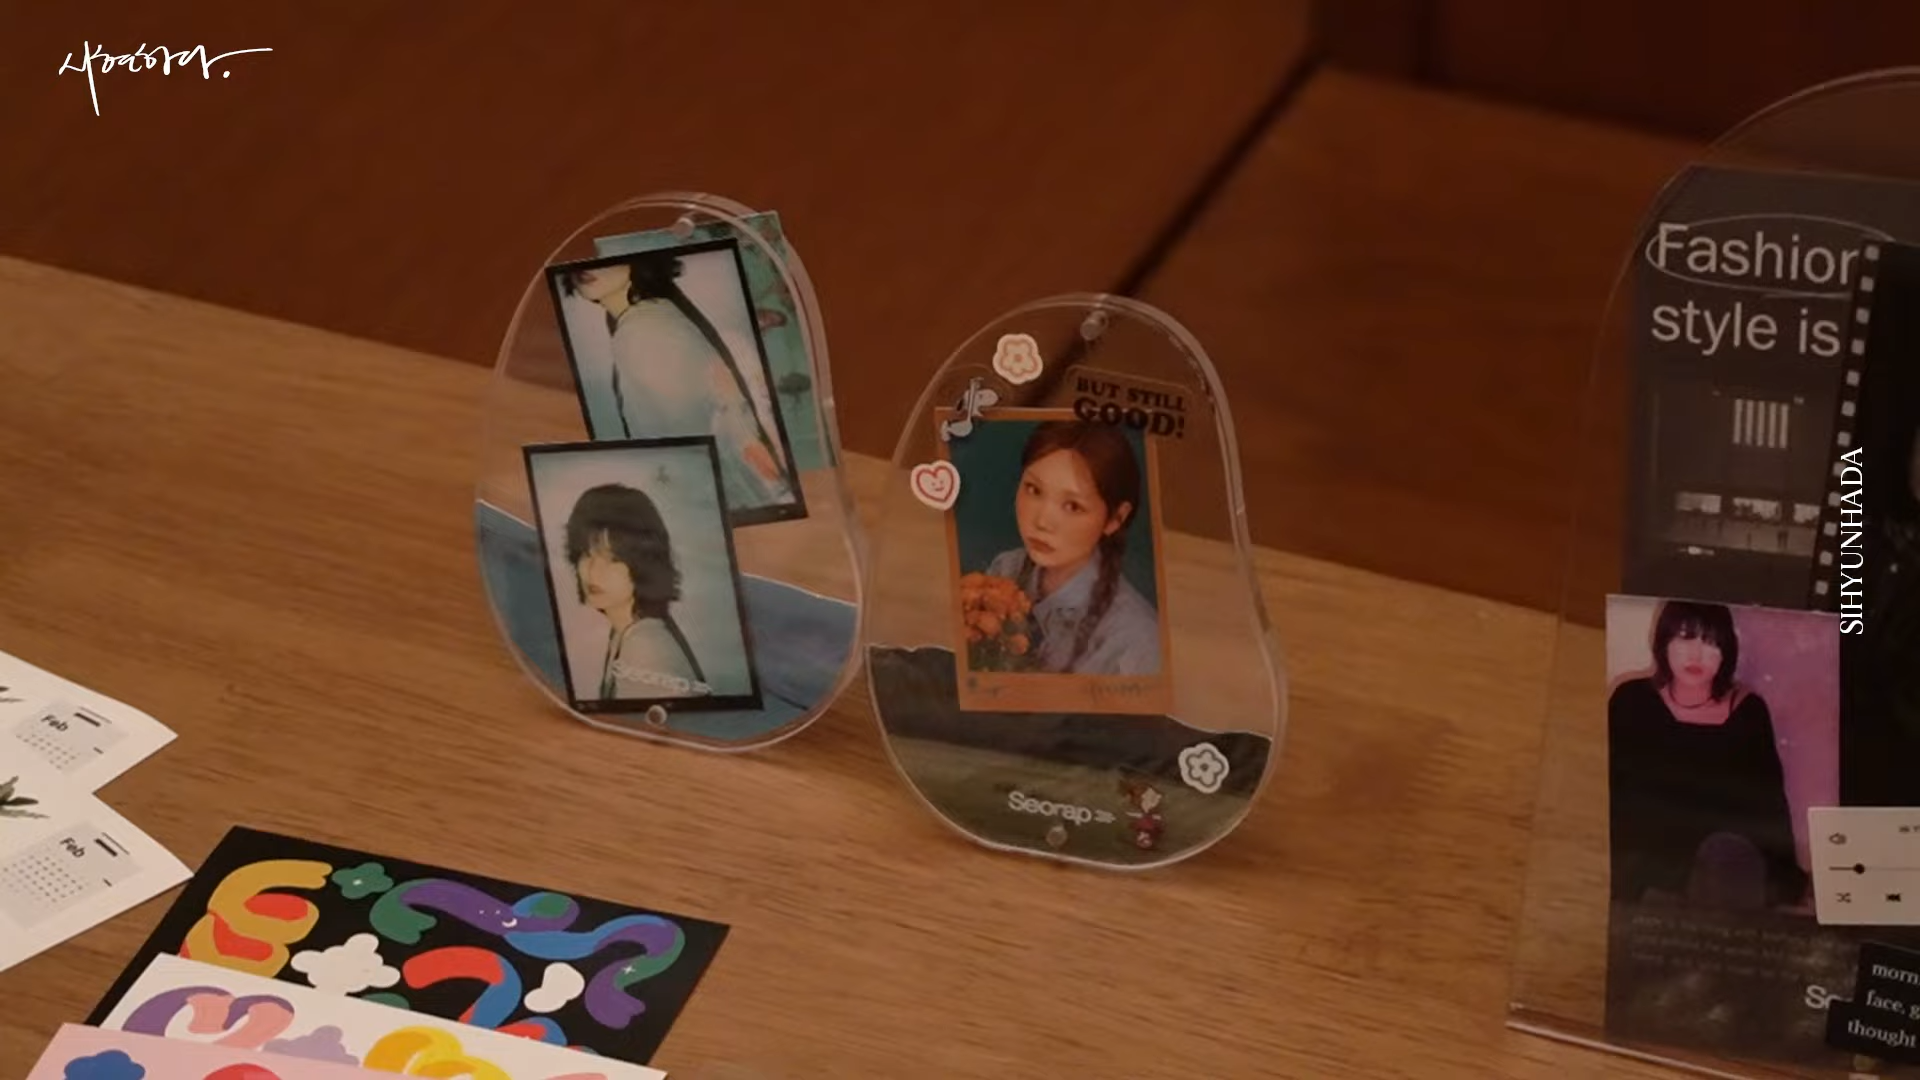 시현하다.
Fashion
style is
BUT STILL
GOOD!
SIHYUNHADA
Seorap
Seorap
Feb
Feb
morn
face, g
thought